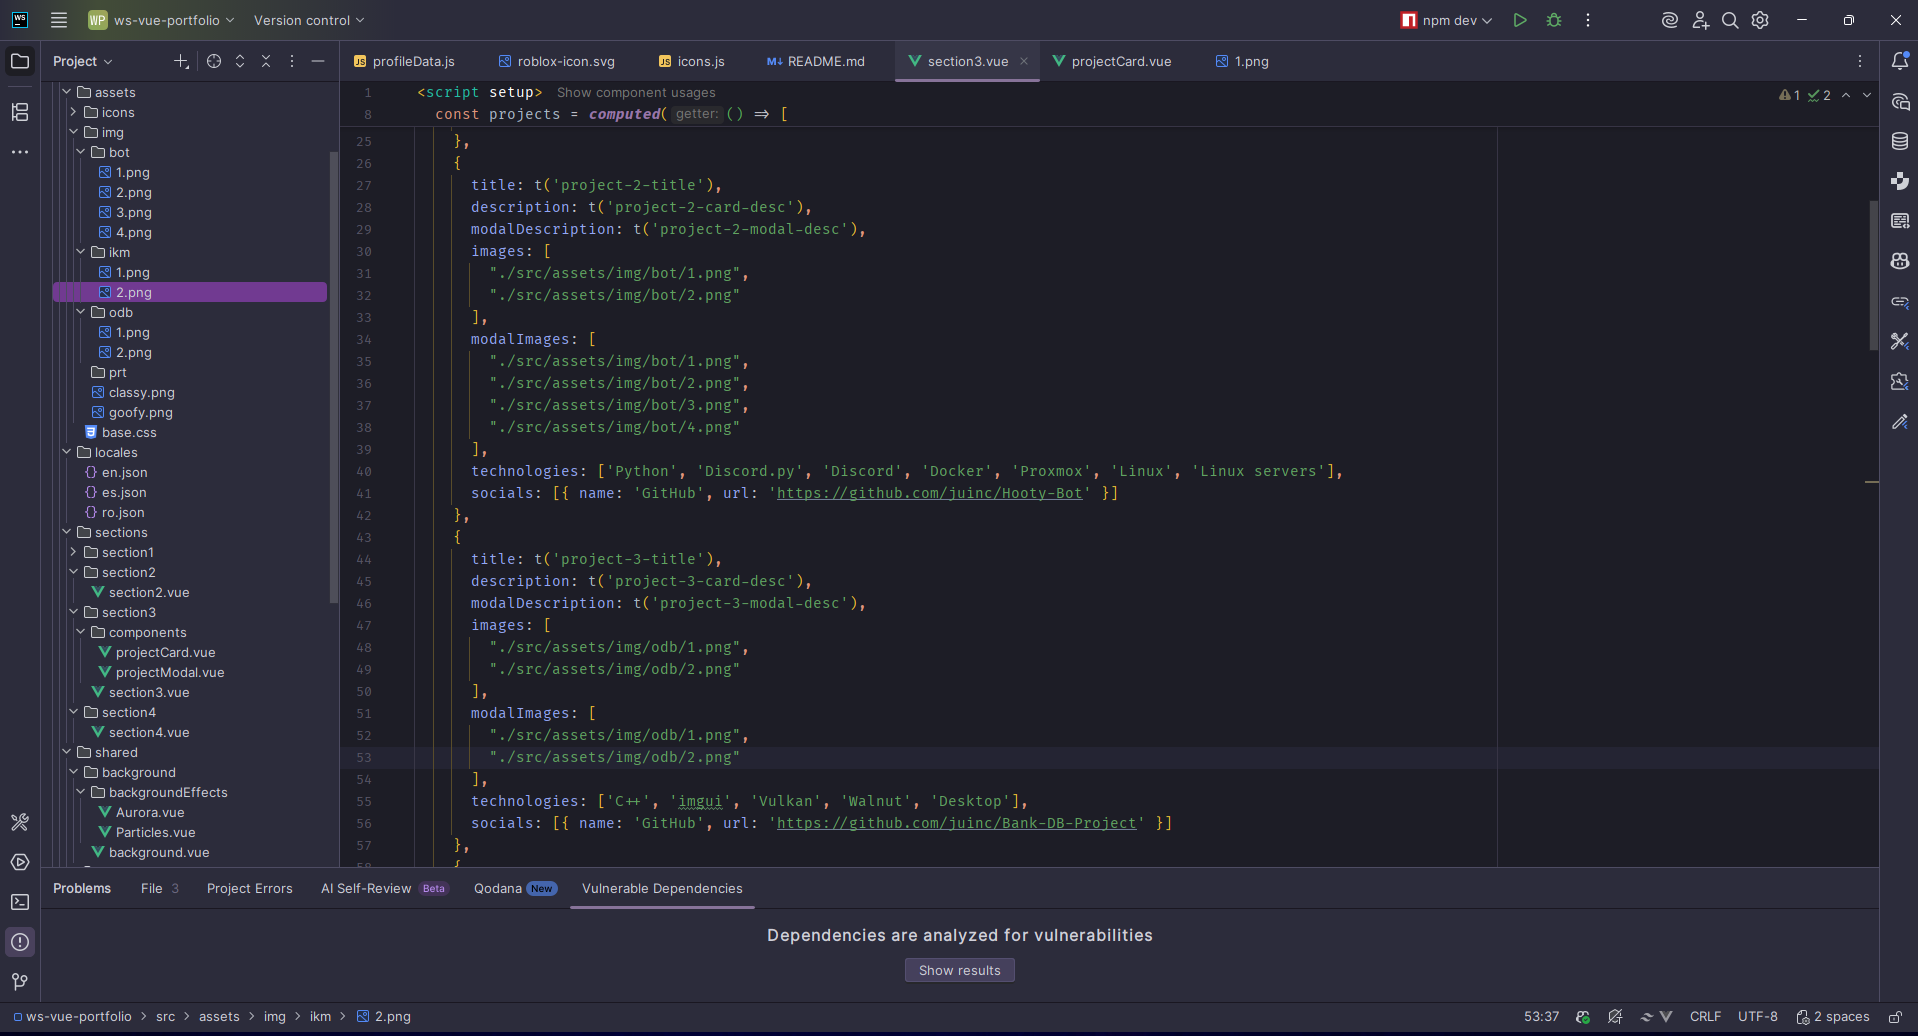 WS
WP ws-vue-portfolio
Version control
npm dev
Project
profileData.js
roblox-icon.svg
icons.js
README.md
section3.vue
projectCard.vue
1.png
assets
icons
img
bot
1.png
2.png
3.png
4.png
ikm
1.png
2.png
odb
1.png
2.png
prt
classy.png
goofy.png
base.css
locales
en.json
es.json
ro.json
sections
section1
section2
section2.vue
section3
components
projectCard.vue
projectModal.vue
section3.vue
section4
section4.vue
shared
background
backgroundEffects
Aurora.vue
Particles.vue
background.vue
1 <script setup> Show component usages
1 2
8 const projects = computed( getter: () => [
25 },
26 {
27 title: t('project-2-title'),
28 description: t('project-2-card-desc'),
29 modalDescription: t('project-2-modal-desc'),
30 images: [
31 "./src/assets/img/bot/1.png",
32 "./src/assets/img/bot/2.png"
33 ],
34 modalImages: [
35 "./src/assets/img/bot/1.png",
36 "./src/assets/img/bot/2.png",
37 "./src/assets/img/bot/3.png",
38 "./src/assets/img/bot/4.png"
39 ],
40 technologies: ['Python', 'Discord.py', 'Discord', 'Docker', 'Proxmox', 'Linux', 'Linux servers'],
41 socials: [{ name: 'GitHub', url: 'https://github.com/juinc/Hooty-Bot' }]
42 },
43 {
44 title: t('project-3-title'),
45 description: t('project-3-card-desc'),
46 modalDescription: t('project-3-modal-desc'),
47 images: [
48 "./src/assets/img/odb/1.png",
49 "./src/assets/img/odb/2.png"
50 ],
51 modalImages: [
52 "./src/assets/img/odb/1.png",
53 "./src/assets/img/odb/2.png"
54 ],
55 technologies: ['C++', 'imgui', 'Vulkan', 'Walnut', 'Desktop'],
56 socials: [{ name: 'GitHub', url: 'https://github.com/juinc/Bank-DB-Project' }]
57 },
58 {
Problems File 3 Project Errors AI Self-Review Beta Qodana New Vulnerable Dependencies
Dependencies are analyzed for vulnerabilities
Show results
ws-vue-portfolio > src > assets > img > ikm > 2.png
53:37 CRLF UTF-8 2 spaces